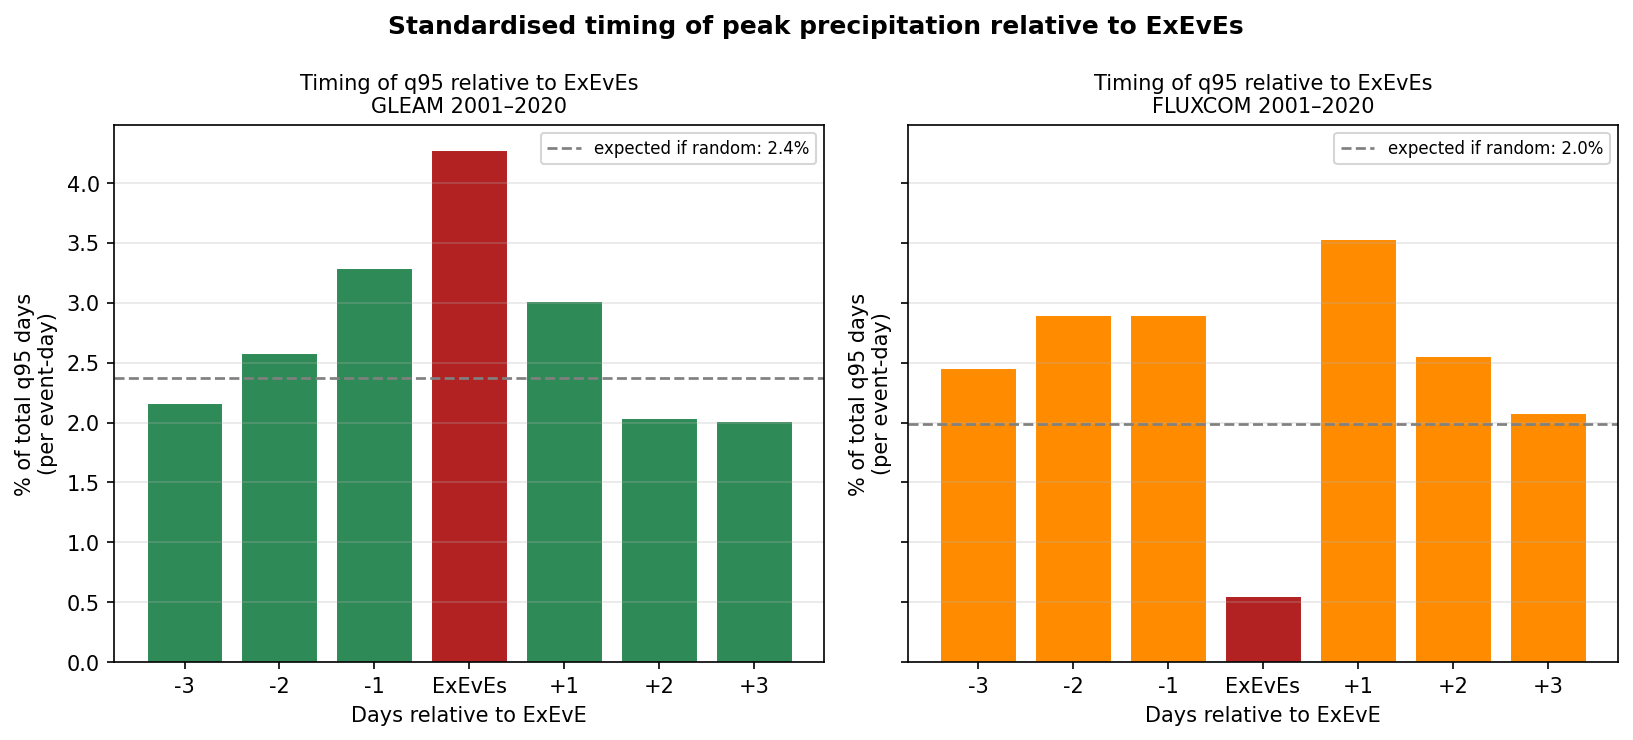 Standardised timing of peak precipitation relative to ExEvEs
Timing of q95 relative to ExEvEs
GLEAM 2001–2020
expected if random: 2.4%
% of total q95 days
(per event-day)
4.0
3.5
3.0
2.5
2.0
1.5
1.0
0.5
0.0
-3
-2
-1
ExEvEs
+1
+2
+3
Days relative to ExEvE
Timing of q95 relative to ExEvEs
FLUXCOM 2001–2020
expected if random: 2.0%
% of total q95 days
(per event-day)
-3
-2
-1
ExEvEs
+1
+2
+3
Days relative to ExEvE